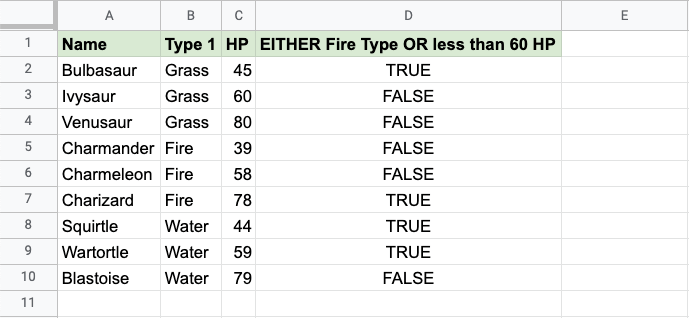 A B C D E
1 Name Type 1 HP EITHER Fire Type OR less than 60 HP
2 Bulbasaur Grass 45 TRUE
3 Ivysaur Grass 60 FALSE
4 Venusaur Grass 80 FALSE
5 Charmander Fire 39 FALSE
6 Charmeleon Fire 58 FALSE
7 Charizard Fire 78 TRUE
8 Squirtle Water 44 TRUE
9 Wartortle Water 59 TRUE
10 Blastoise Water 79 FALSE
11